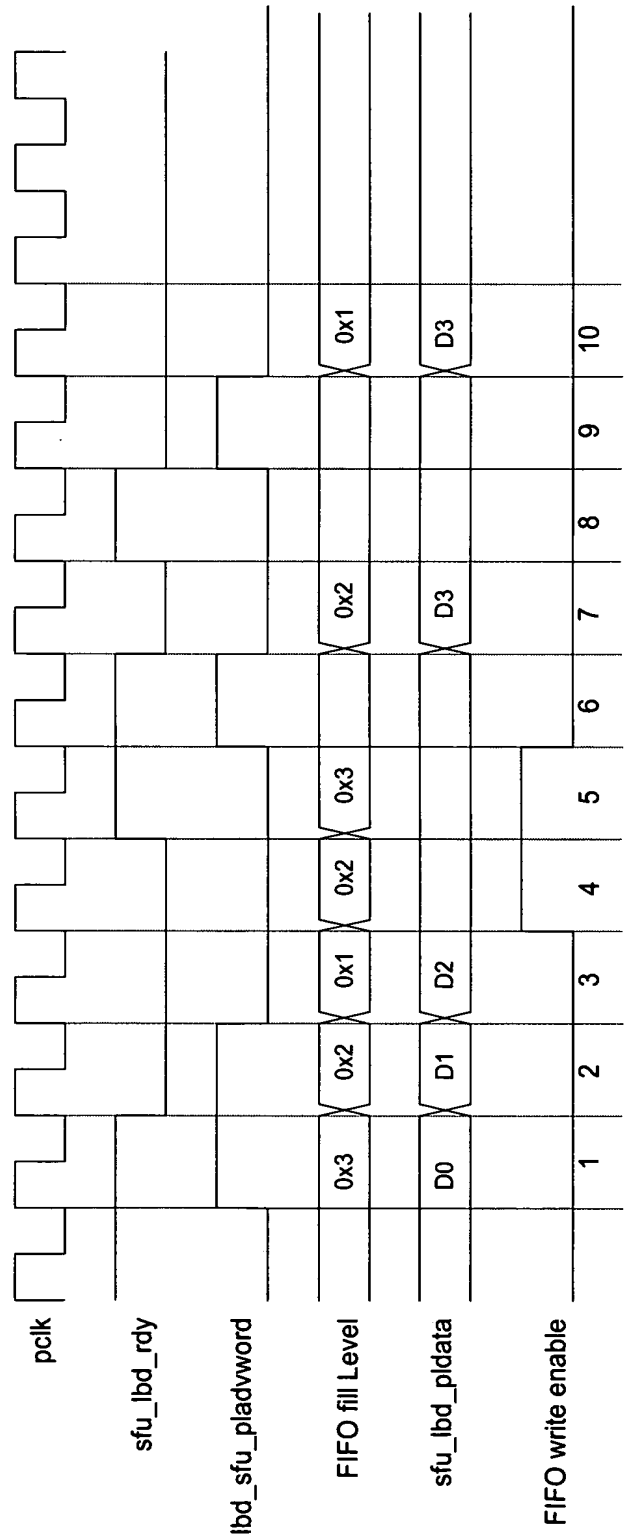 pclk
sfu_lbd_rdy
lbd_sfu_pladvword
FIFO fill Level
0x3 0x2 0x1 0x2 0x3 0x2 0x1
sfu_lbd_pldata
D0 D1 D2 D3 D3
FIFO write enable
1 2 3 4 5 6 7 8 9 10